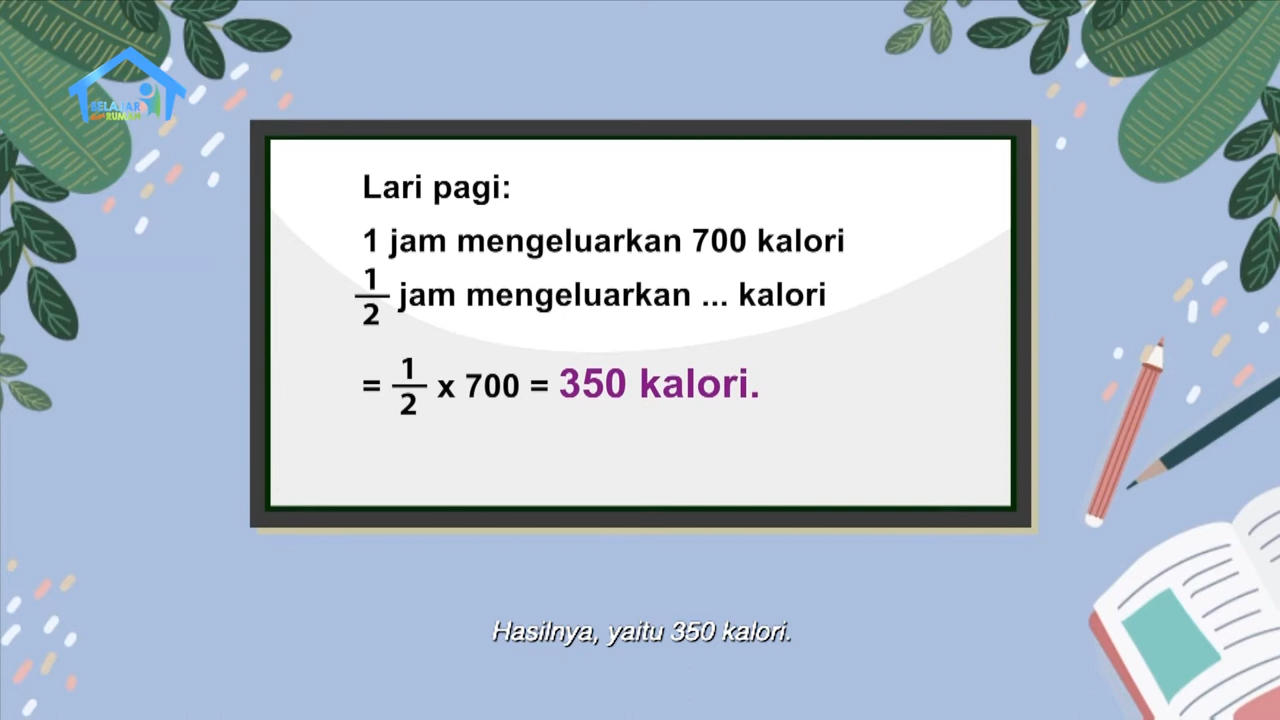 BELAJAR
RUMAH
Lari pagi:
1 jam mengeluarkan 700 kalori
1/2 jam mengeluarkan ... kalori
= 1/2 x 700 = 350 kalori.
Hasilnya, yaitu 350 kalori.